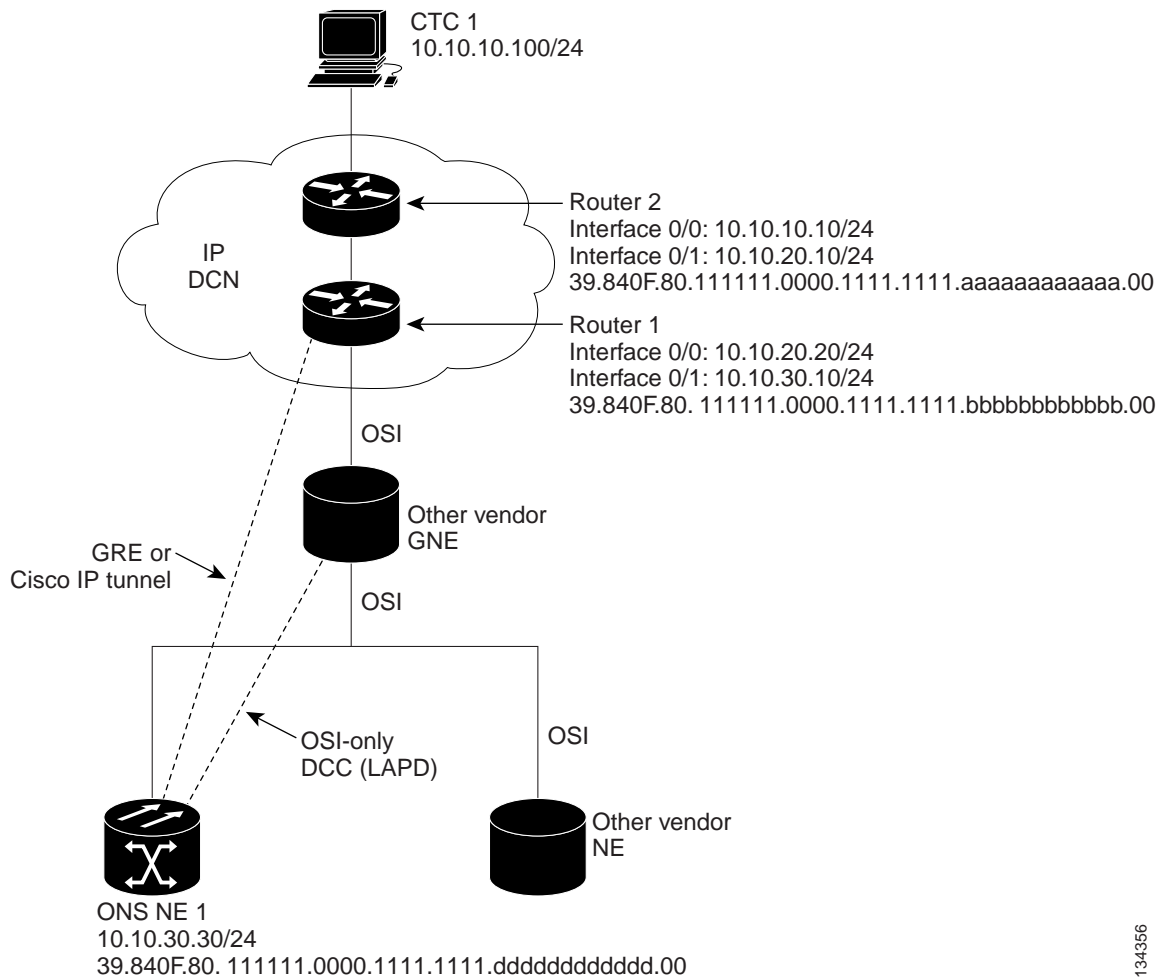 CTC 1
10.10.10.100/24
Router 2
Interface 0/0: 10.10.10.10/24
Interface 0/1: 10.10.20.10/24
39.840F.80.111111.0000.1111.1111.aaaaaaaaaaaa.00
IP
DCN
Router 1
Interface 0/0: 10.10.20.20/24
Interface 0/1: 10.10.30.10/24
39.840F.80. 111111.0000.1111.1111.bbbbbbbbbbbb.00
OSI
Other vendor
GNE
GRE or
Cisco IP tunnel
OSI
OSI-only
DCC (LAPD)
OSI
Other vendor
NE
ONS NE 1
10.10.30.30/24
39.840F.80. 111111.0000.1111.1111.dddddddddddd.00
134356